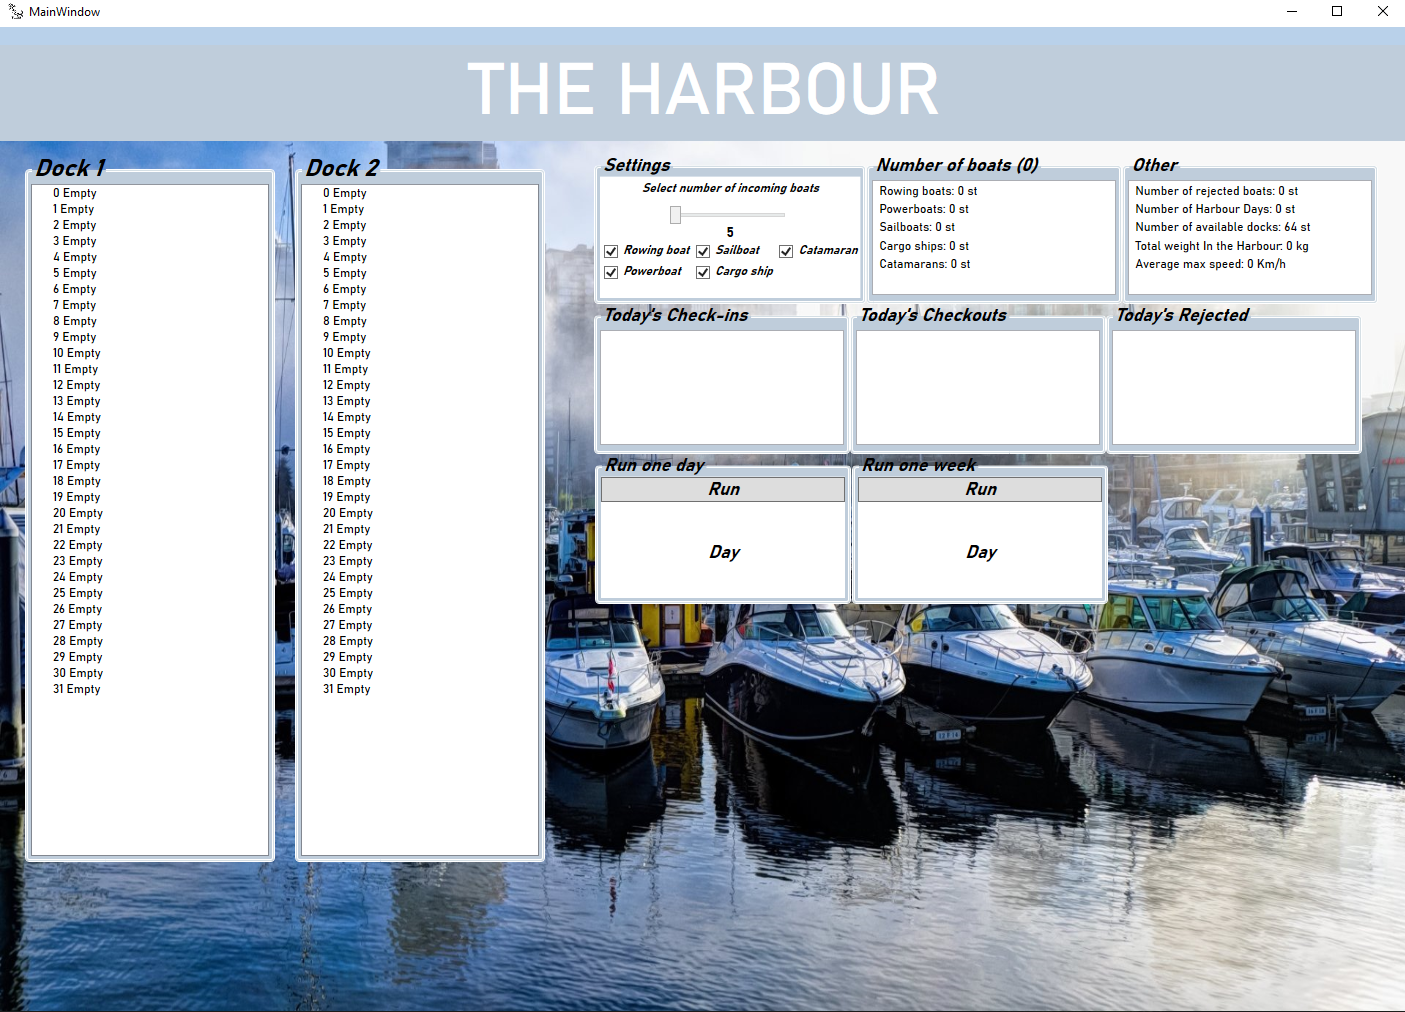 MainWindow
THE HARBOUR
Dock 1
0 Empty
1 Empty
2 Empty
3 Empty
4 Empty
5 Empty
6 Empty
7 Empty
8 Empty
9 Empty
10 Empty
11 Empty
12 Empty
13 Empty
14 Empty
15 Empty
16 Empty
17 Empty
18 Empty
19 Empty
20 Empty
21 Empty
22 Empty
23 Empty
24 Empty
25 Empty
26 Empty
27 Empty
28 Empty
29 Empty
30 Empty
31 Empty
Dock 2
0 Empty
1 Empty
2 Empty
3 Empty
4 Empty
5 Empty
6 Empty
7 Empty
8 Empty
9 Empty
10 Empty
11 Empty
12 Empty
13 Empty
14 Empty
15 Empty
16 Empty
17 Empty
18 Empty
19 Empty
20 Empty
21 Empty
22 Empty
23 Empty
24 Empty
25 Empty
26 Empty
27 Empty
28 Empty
29 Empty
30 Empty
31 Empty
Settings
Select number of incoming boats
5
Rowing boat Sailboat Catamaran
Powerboat Cargo ship
Number of boats (0)
Rowing boats: 0 st
Powerboats: 0 st
Sailboats: 0 st
Cargo ships: 0 st
Catamarans: 0 st
Other
Number of rejected boats: 0 st
Number of Harbour Days: 0 st
Number of available docks: 64 st
Total weight In the Harbour: 0 kg
Average max speed: 0 Km/h
Today's Check-ins
Today's Checkouts
Today's Rejected
Run one day
Run
Day
Run one week
Run
Day